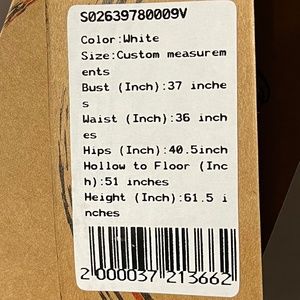 S02639780009V
Color:White
Size:Custom measurem
ents
Bust (Inch):37 inche
s
Waist (Inch):36 inch
es
Hips (Inch):40.5inch
Hollow to Floor (Inc
h):51 inches
Height (Inch):61.5 i
nches
2 000037 213662